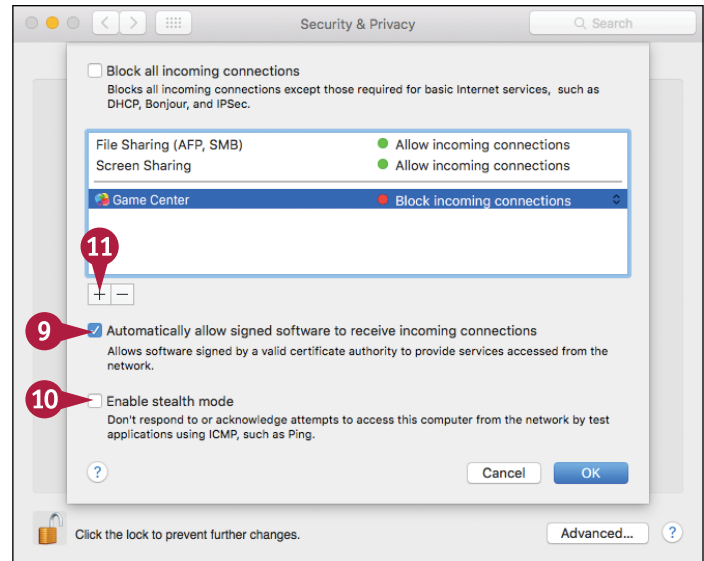 Security & Privacy
Search
Block all incoming connections
Blocks all incoming connections except those required for basic Internet services, such as
DHCP, Bonjour, and IPSec.
File Sharing (AFP, SMB)
Allow incoming connections
Screen Sharing
Allow incoming connections
Game Center
Block incoming connections
11
+ −
9
Automatically allow signed software to receive incoming connections
Allows software signed by a valid certificate authority to provide services accessed from the
network.
10
Enable stealth mode
Don't respond to or acknowledge attempts to access this computer from the network by test
applications using ICMP, such as Ping.
?
Cancel
OK
Click the lock to prevent further changes.
Advanced...
?